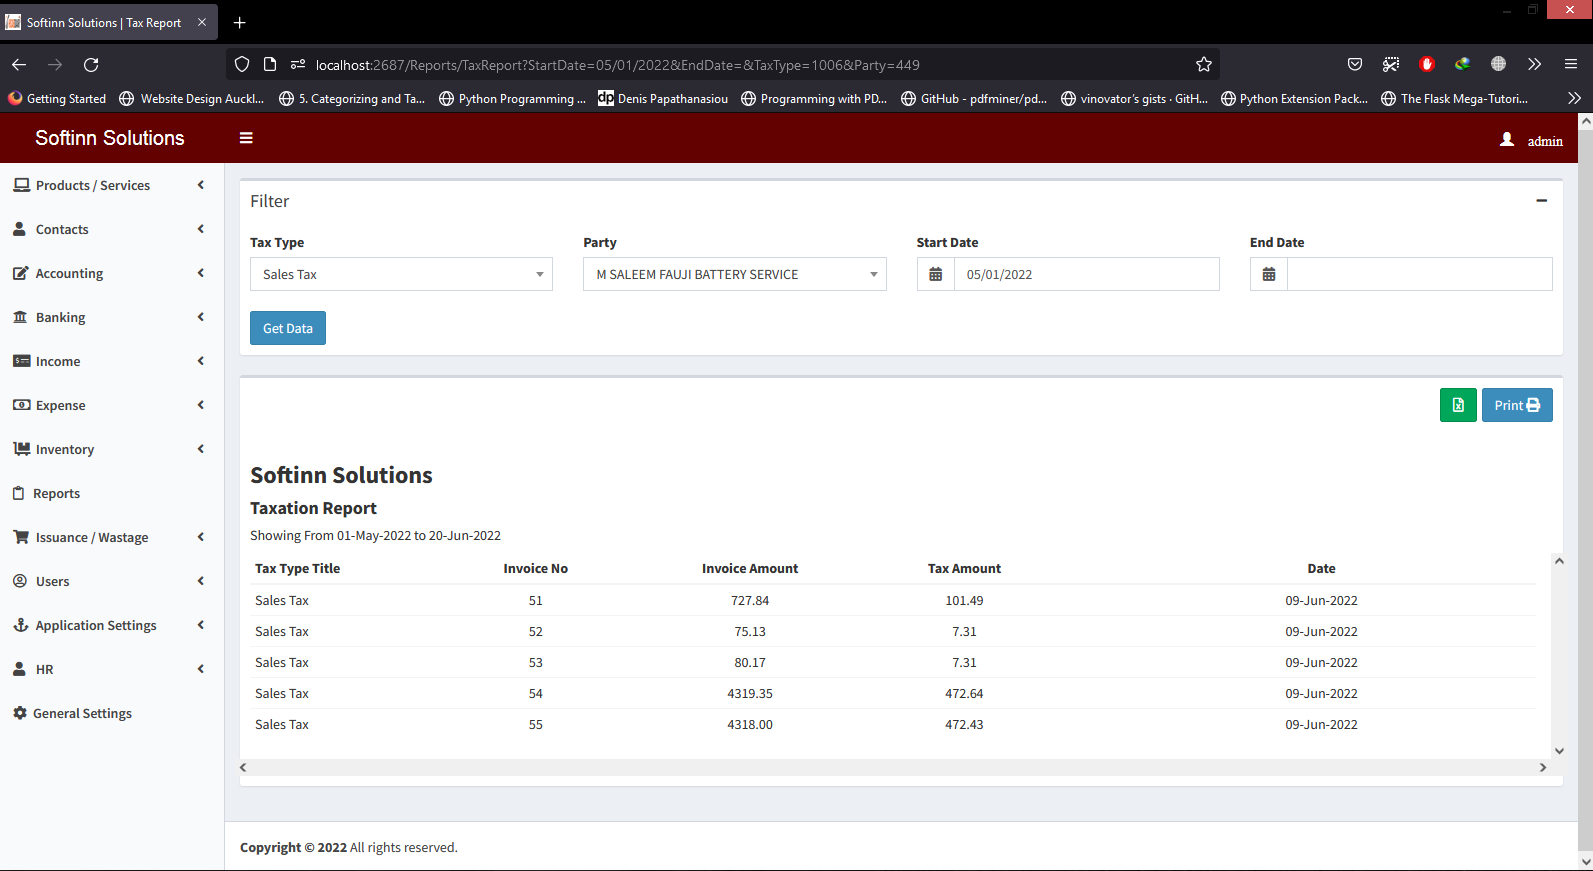 Softinn Solutions | Tax Report
localhost:2687/Reports/TaxReport?StartDate=05/01/2022&EndDate=&TaxType=1006&Party=449
Getting Started Website Design Auckl... 5. Categorizing and Ta... Python Programming ... dp Denis Papathanasiou Programming with PD... GitHub - pdfminer/pd... vinovator's gists · GitH... Python Extension Pack... The Flask Mega-Tutori...
Softinn Solutions admin
Products / Services
Contacts
Accounting
Banking
Income
Expense
Inventory
Reports
Issuance / Wastage
Users
Application Settings
HR
General Settings
Filter
Tax Type Party Start Date End Date
Sales Tax M SALEEM FAUJI BATTERY SERVICE 05/01/2022
Get Data
Print
Softinn Solutions
Taxation Report
Showing From 01-May-2022 to 20-Jun-2022
Tax Type Title Invoice No Invoice Amount Tax Amount Date
Sales Tax 51 727.84 101.49 09-Jun-2022
Sales Tax 52 75.13 7.31 09-Jun-2022
Sales Tax 53 80.17 7.31 09-Jun-2022
Sales Tax 54 4319.35 472.64 09-Jun-2022
Sales Tax 55 4318.00 472.43 09-Jun-2022
Copyright © 2022 All rights reserved.